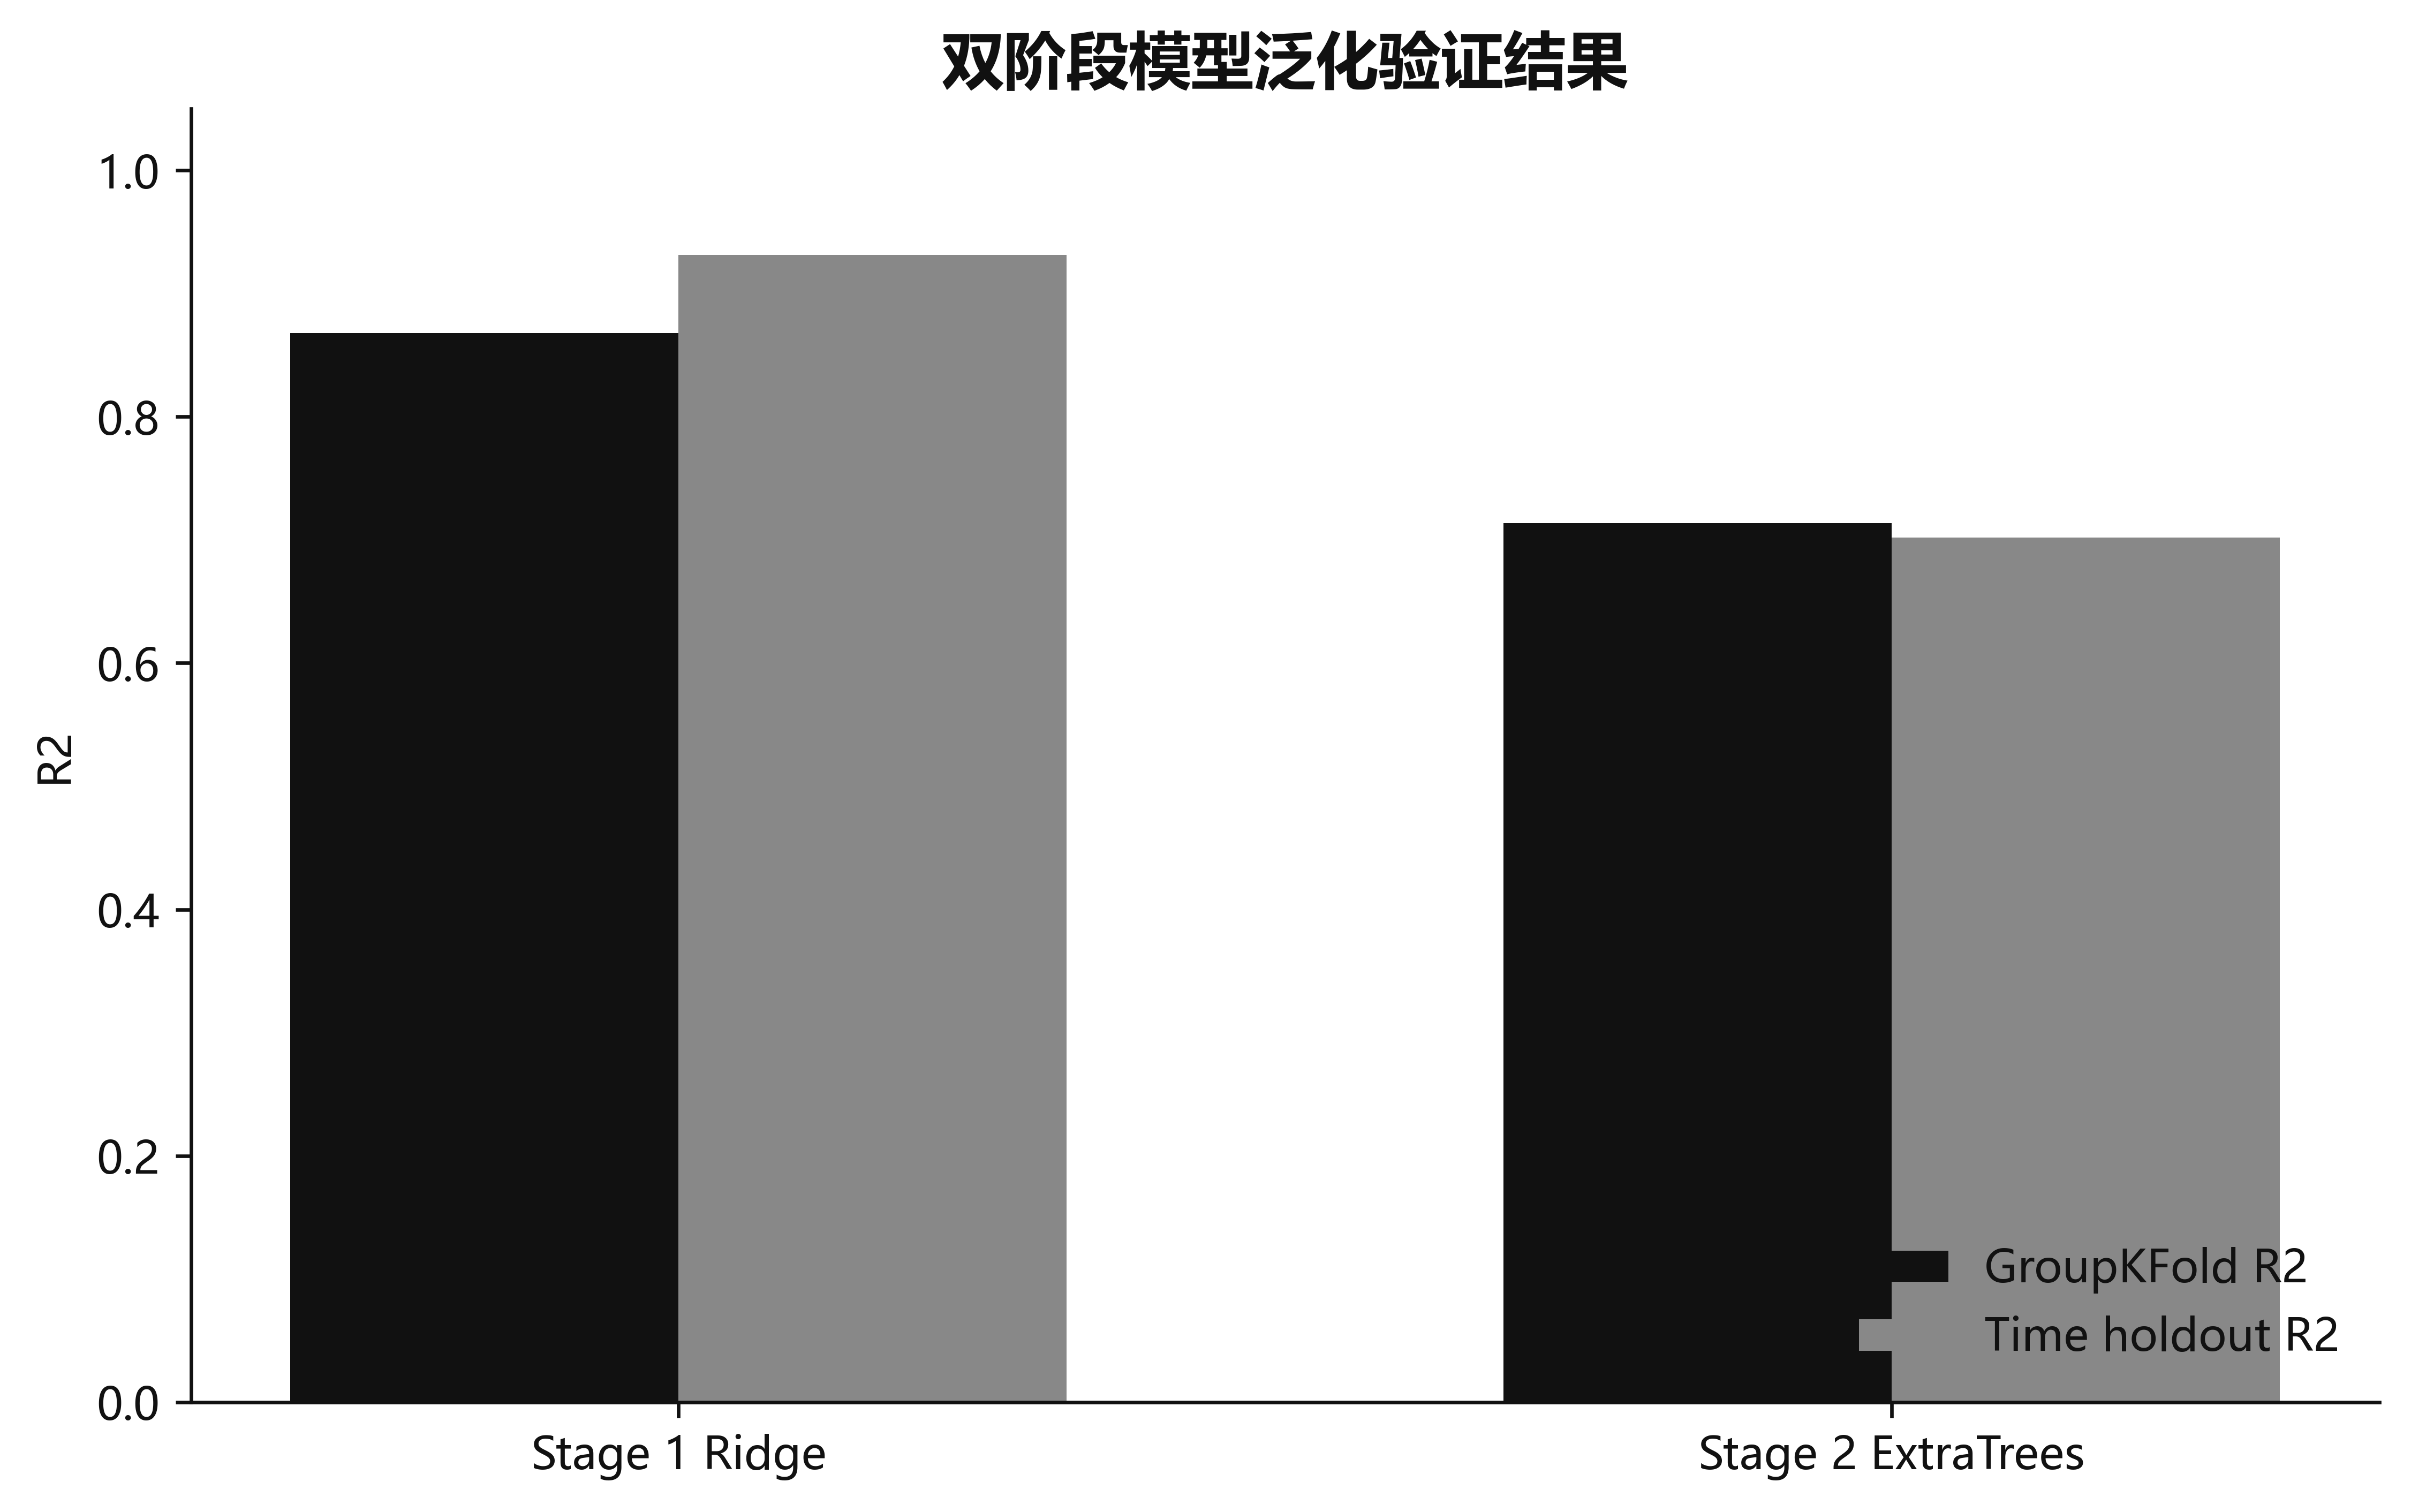 双阶段模型泛化验证结果
1.0
0.8
0.6
0.4
0.2
0.0
R2
GroupKFold R2
Time holdout R2
Stage 1 Ridge
Stage 2 ExtraTrees